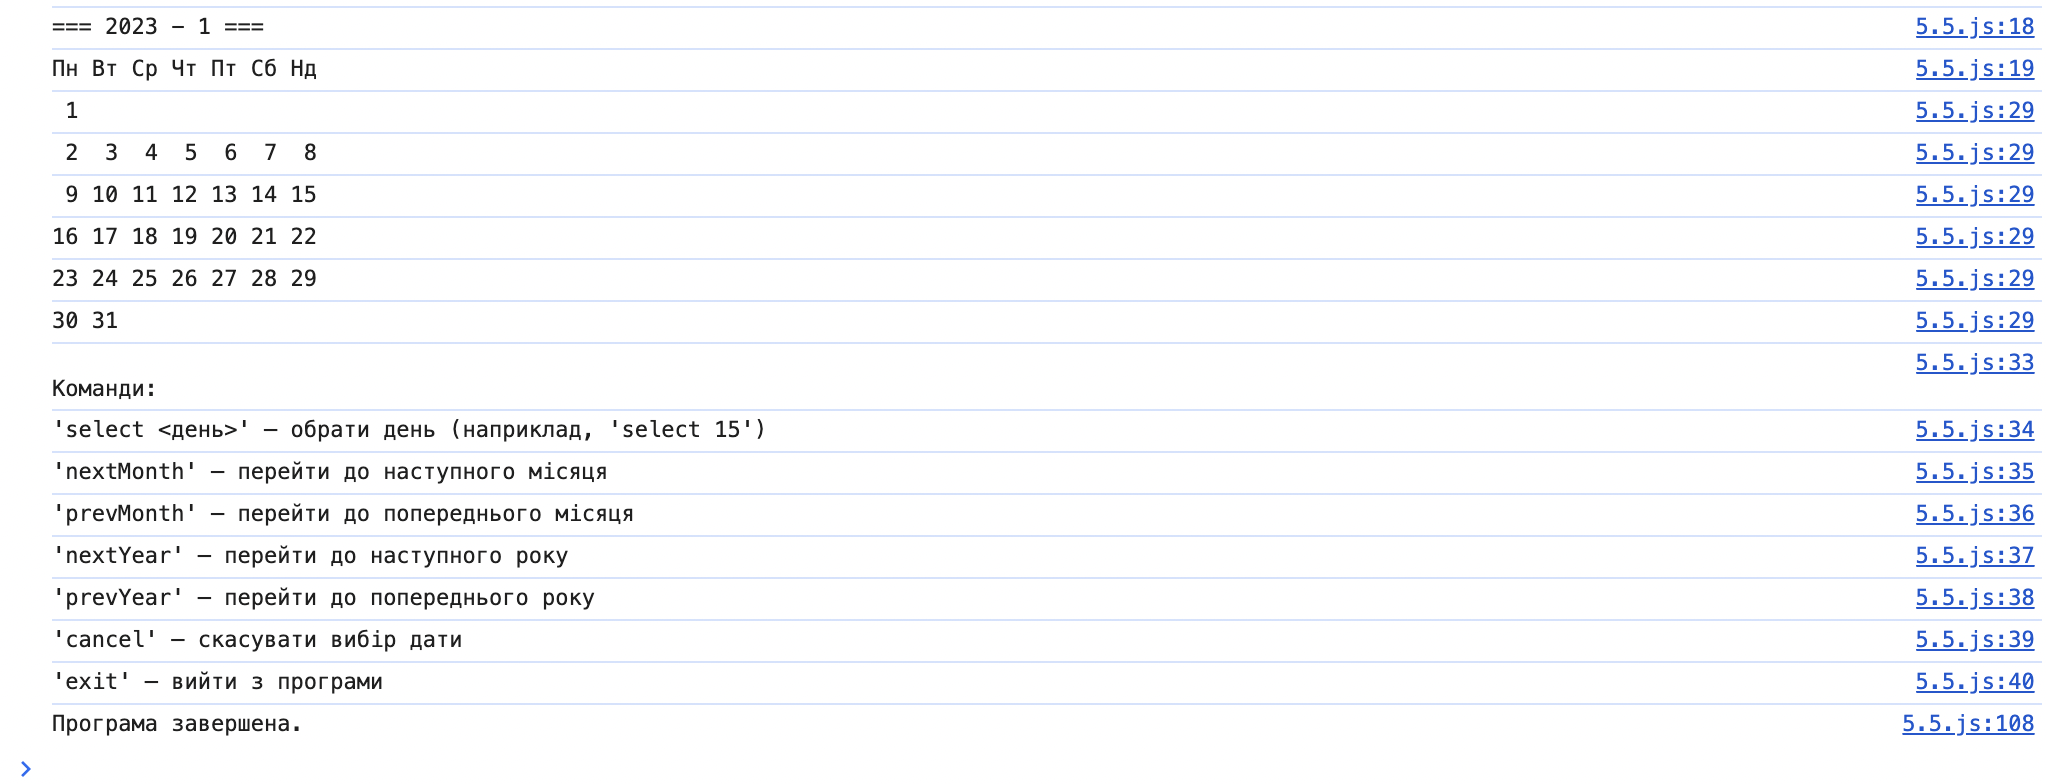 === 2023 - 1 === 5.5.js:18
Пн Вт Ср Чт Пт Сб Нд 5.5.js:19
1 5.5.js:29
2 3 4 5 6 7 8 5.5.js:29
9 10 11 12 13 14 15 5.5.js:29
16 17 18 19 20 21 22 5.5.js:29
23 24 25 26 27 28 29 5.5.js:29
30 31 5.5.js:29
5.5.js:33
Команди:
'select <день>' – обрати день (наприклад, 'select 15') 5.5.js:34
'nextMonth' – перейти до наступного місяця 5.5.js:35
'prevMonth' – перейти до попереднього місяця 5.5.js:36
'nextYear' – перейти до наступного року 5.5.js:37
'prevYear' – перейти до попереднього року 5.5.js:38
'cancel' – скасувати вибір дати 5.5.js:39
'exit' – вийти з програми 5.5.js:40
Програма завершена. 5.5.js:108